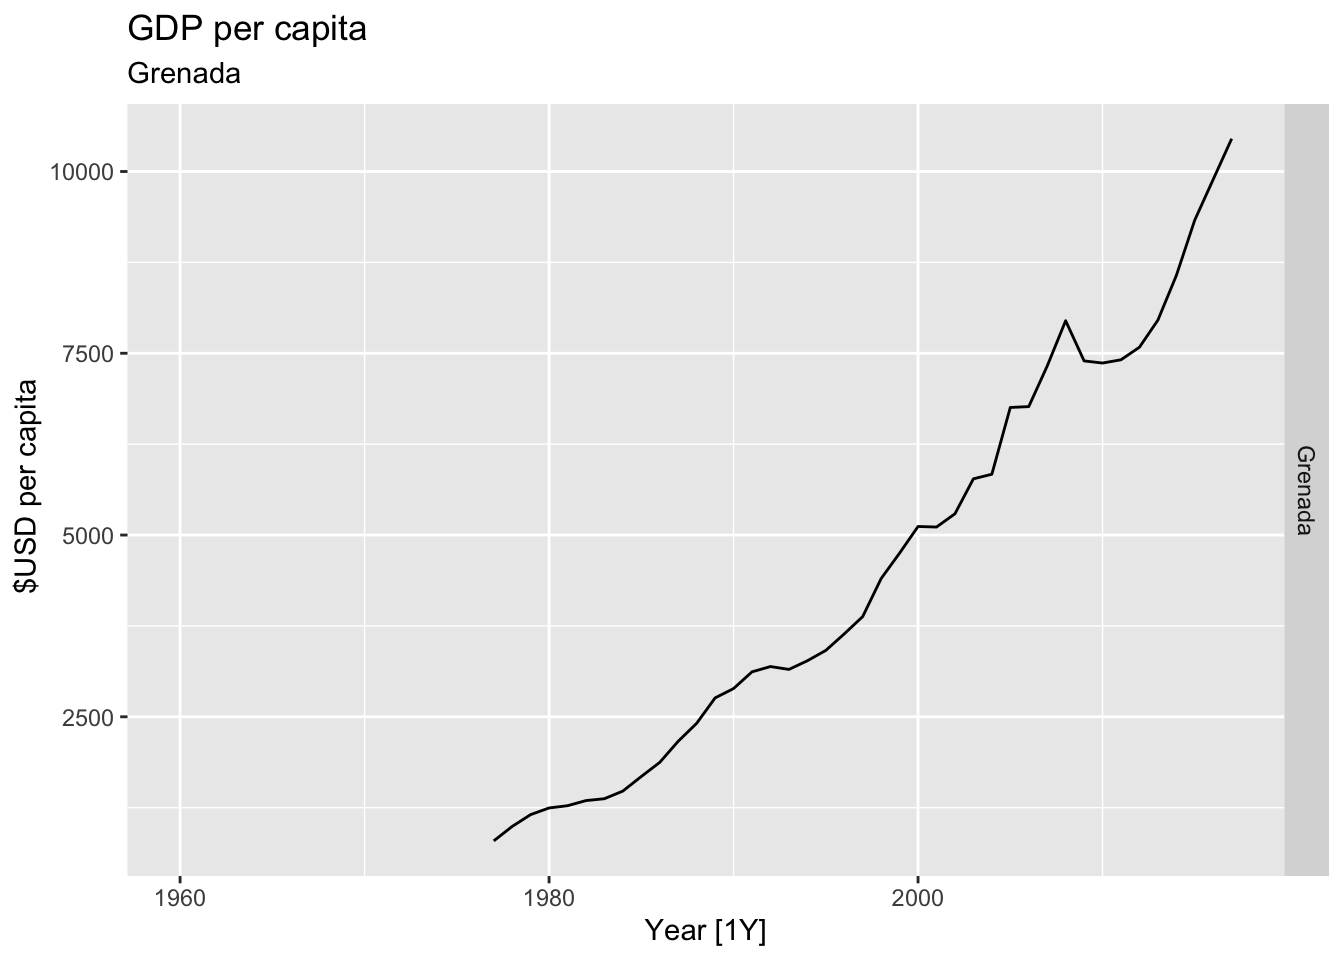 GDP per capita
Grenada
10000
7500
5000
2500
$USD per capita
Grenada
1960
1980
2000
Year [1Y]